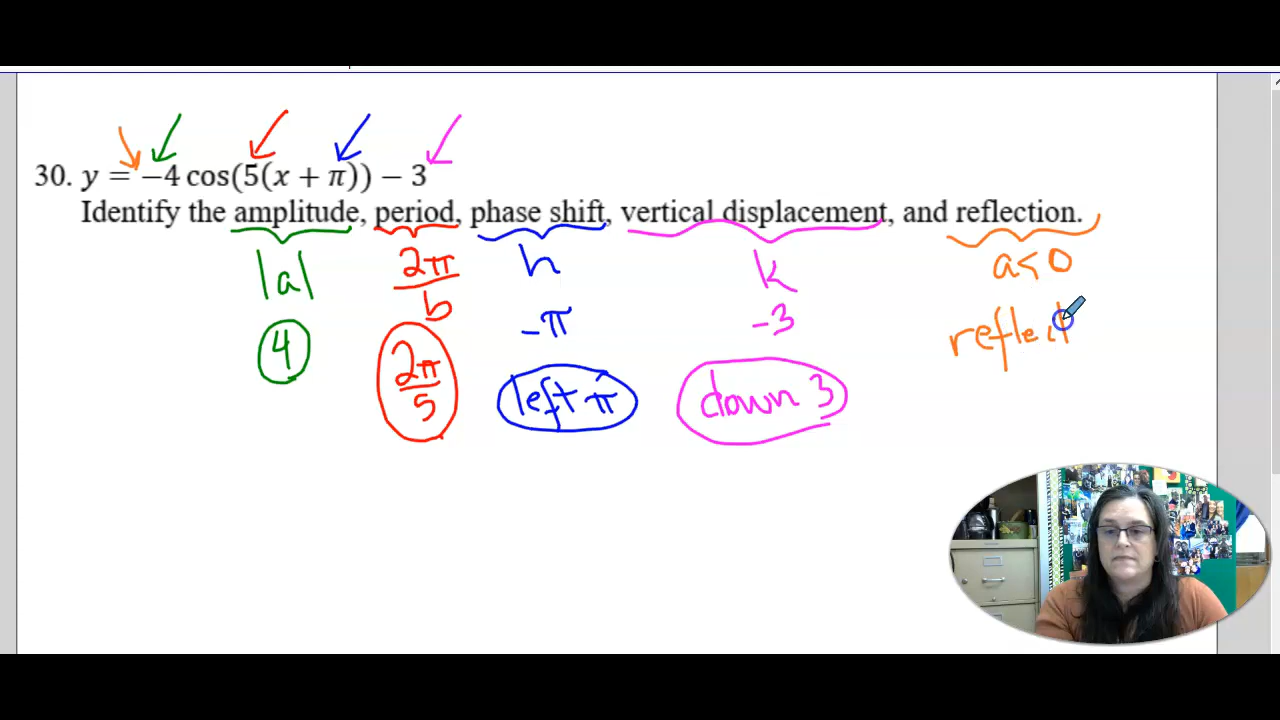 30. y = −4 cos(5(x + π)) − 3
Identify the amplitude, period, phase shift, vertical displacement, and reflection.
|a| 2π/b h k a<0
4 2π/5 -π -3 reflect
left π down 3